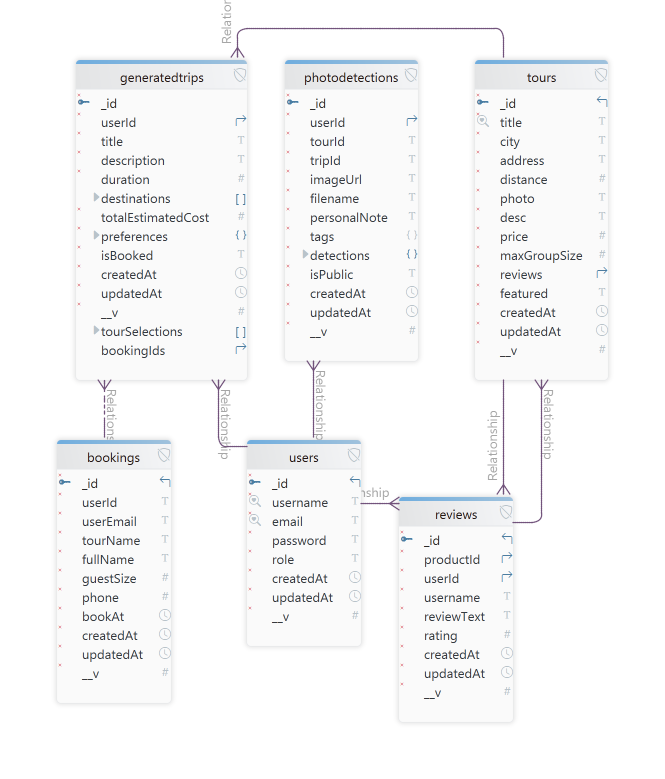 Relation
generatedtrips
_id
userId
title
description
duration
destinations
totalEstimatedCost
preferences
isBooked
createdAt
updatedAt
__v
tourSelections
bookingIds
photodetections
_id
userId
tourId
tripId
imageUrl
filename
personalNote
tags
detections
isPublic
createdAt
updatedAt
__v
tours
_id
title
city
address
distance
photo
desc
price
maxGroupSize
reviews
featured
createdAt
updatedAt
__v
Relations
Relationship
Relationship
Relationship
Relationship
bookings
_id
userId
userEmail
tourName
fullName
guestSize
phone
bookAt
createdAt
updatedAt
__v
users
_id
username
email
password
role
createdAt
updatedAt
__v
nship
reviews
_id
productId
userId
username
reviewText
rating
createdAt
updatedAt
__v